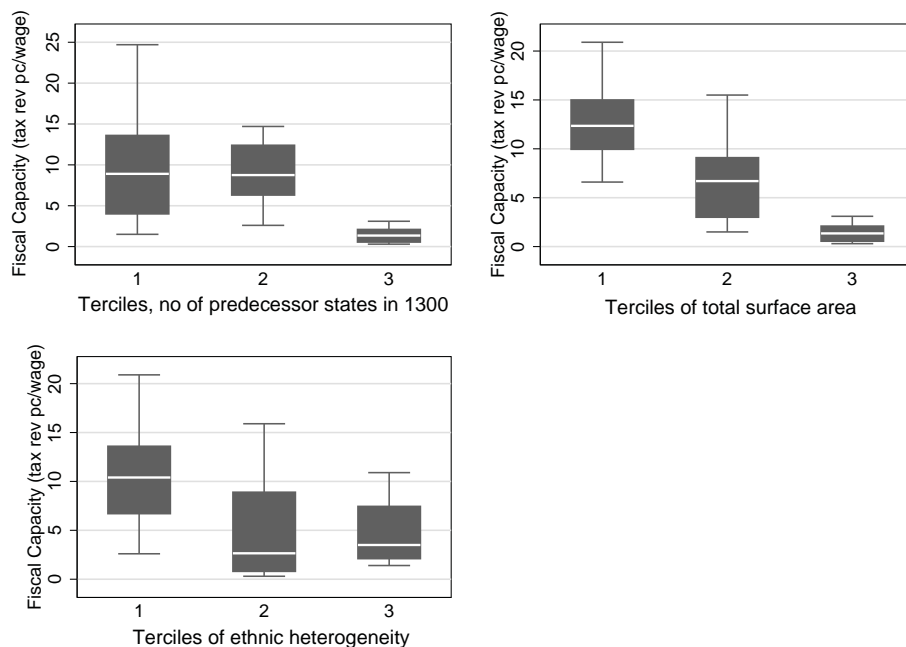 Fiscal Capacity (tax rev pc/wage)
25
20
15
10
5
0
1 2 3
Terciles, no of predecessor states in 1300
Fiscal Capacity (tax rev pc/wage)
20
15
10
5
0
1 2 3
Terciles of total surface area
Fiscal Capacity (tax rev pc/wage)
20
15
10
5
0
1 2 3
Terciles of ethnic heterogeneity